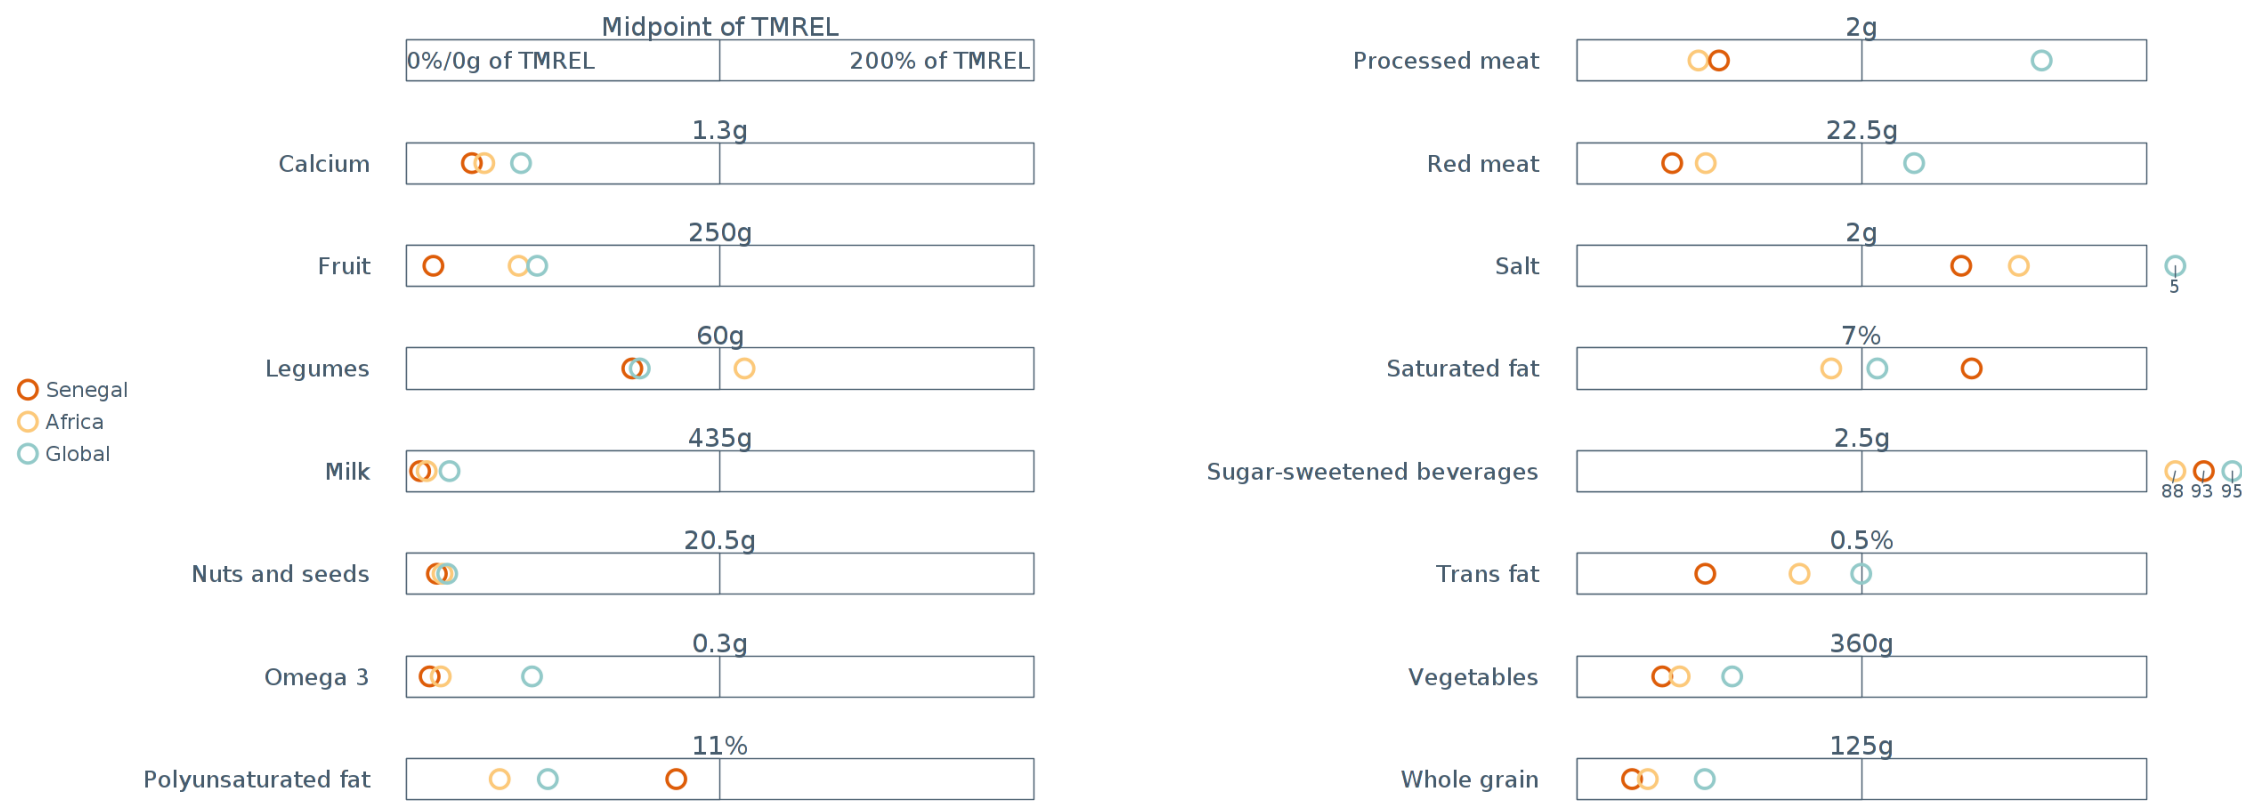 Midpoint of TMREL
0%/0g of TMREL
200% of TMREL
1.3g
Calcium
250g
Fruit
60g
Legumes
435g
Milk
20.5g
Nuts and seeds
0.3g
Omega 3
11%
Polyunsaturated fat
Senegal
Africa
Global
2g
Processed meat
22.5g
Red meat
2g
Salt
5
7%
Saturated fat
2.5g
Sugar-sweetened beverages
88 93 95
0.5%
Trans fat
360g
Vegetables
125g
Whole grain